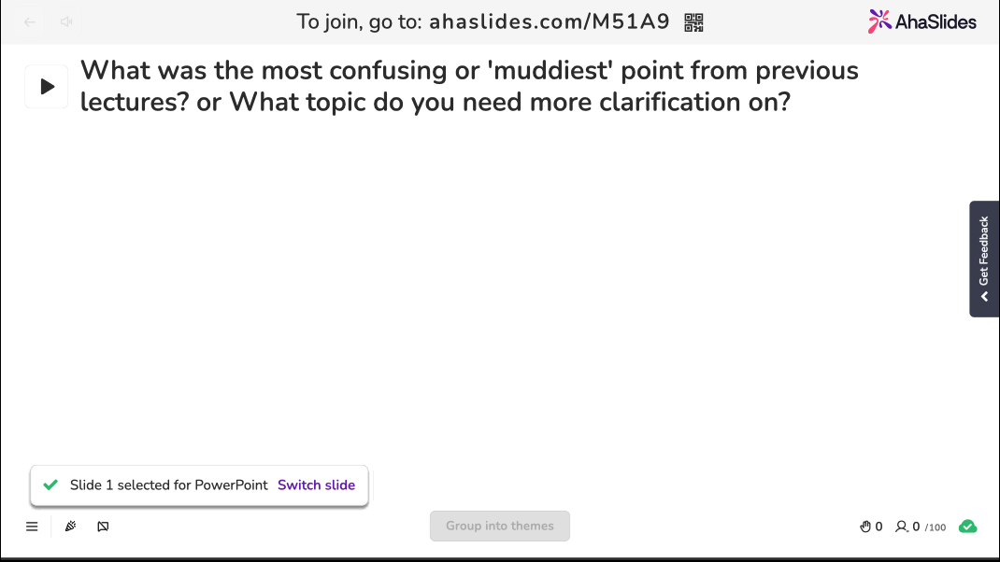 To join, go to: ahaslides.com/M51A9
AhaSlides
What was the most confusing or 'muddiest' point from previous
lectures? or What topic do you need more clarification on?
Get Feedback
Slide 1 selected for PowerPoint Switch slide
Group into themes
0 0 /100